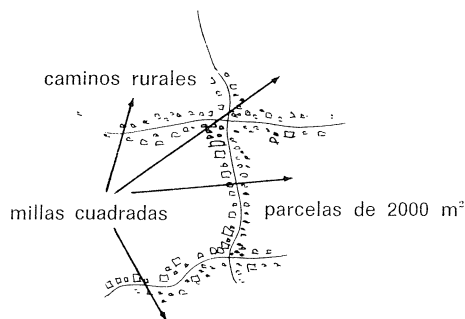 caminos rurales
millas cuadradas
parcelas de 2000 m²